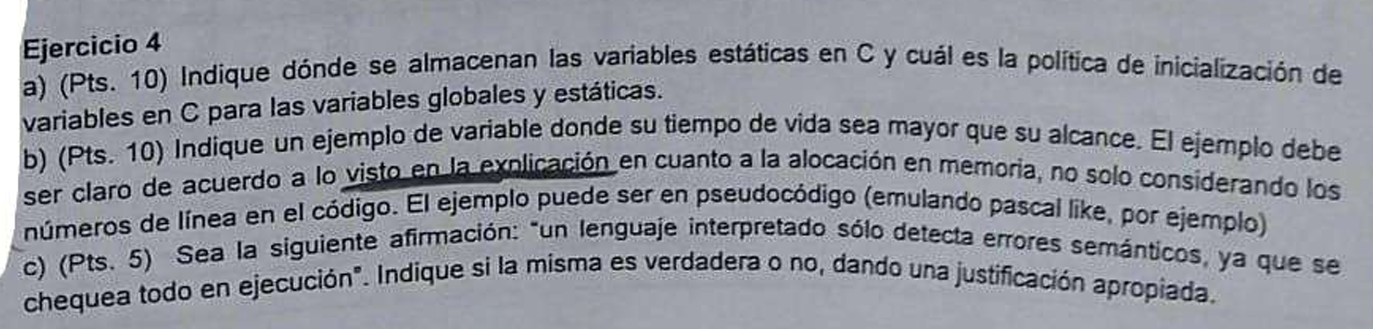 Ejercicio 4
a) (Pts. 10) Indique dónde se almacenan las variables estáticas en C y cuál es la política de inicialización de
variables en C para las variables globales y estáticas.
b) (Pts. 10) Indique un ejemplo de variable donde su tiempo de vida sea mayor que su alcance. El ejemplo debe
ser claro de acuerdo a lo visto en la explicación en cuanto a la alocación en memoria, no solo considerando los
números de línea en el código. El ejemplo puede ser en pseudocódigo (emulando pascal like, por ejemplo)
c) (Pts. 5) Sea la siguiente afirmación: "un lenguaje interpretado sólo detecta errores semánticos, ya que se
chequea todo en ejecución". Indique si la misma es verdadera o no, dando una justificación apropiada.